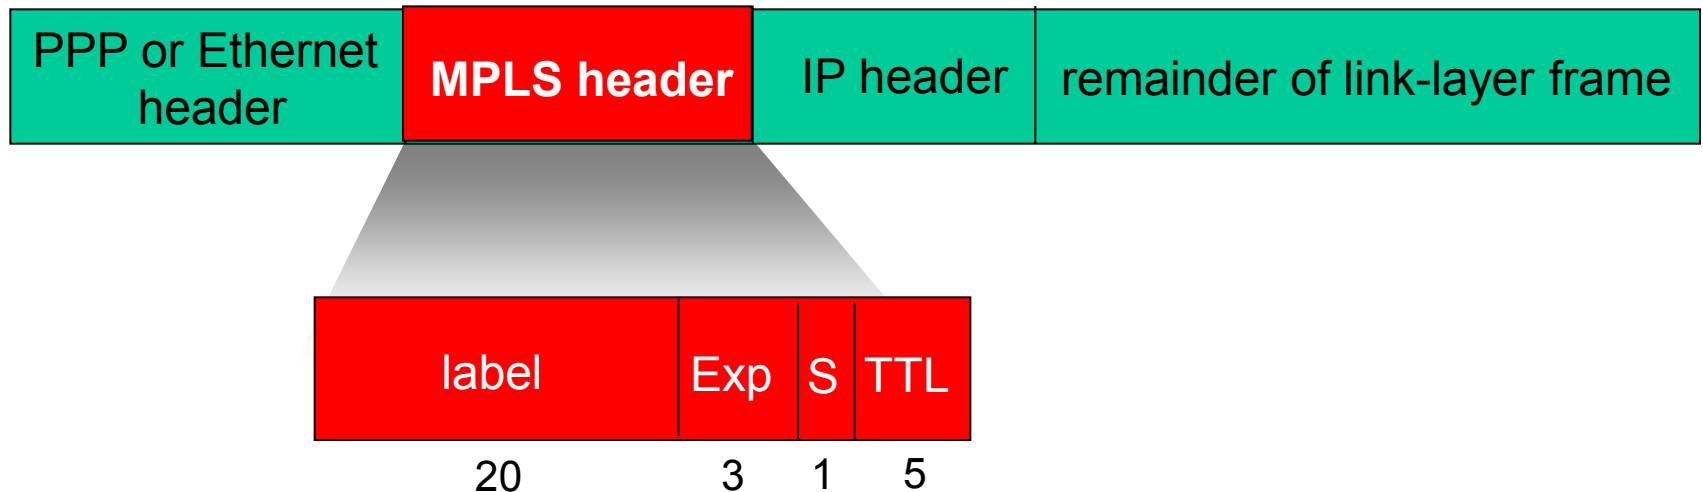 PPP or Ethernet
header
MPLS header
IP header
remainder of link-layer frame
label
Exp
S
TTL
20
3
1
5